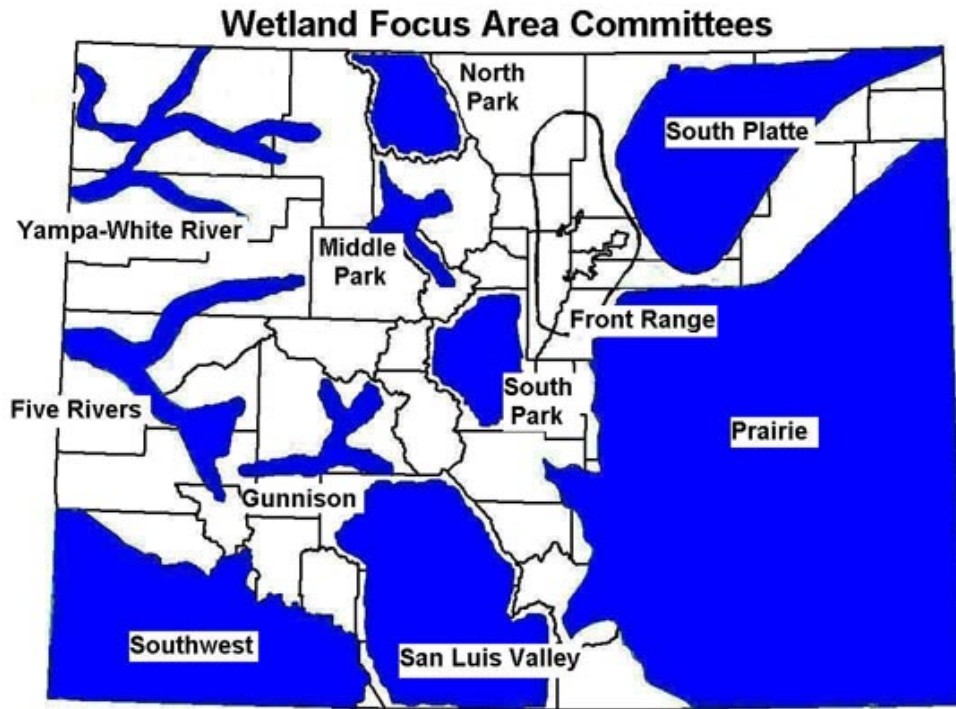 Wetland Focus Area Committees
North
Park
South Platte
Yampa-White River
Middle
Park
Front Range
Five Rivers
South
Park
Prairie
Gunnison
Southwest
San Luis Valley